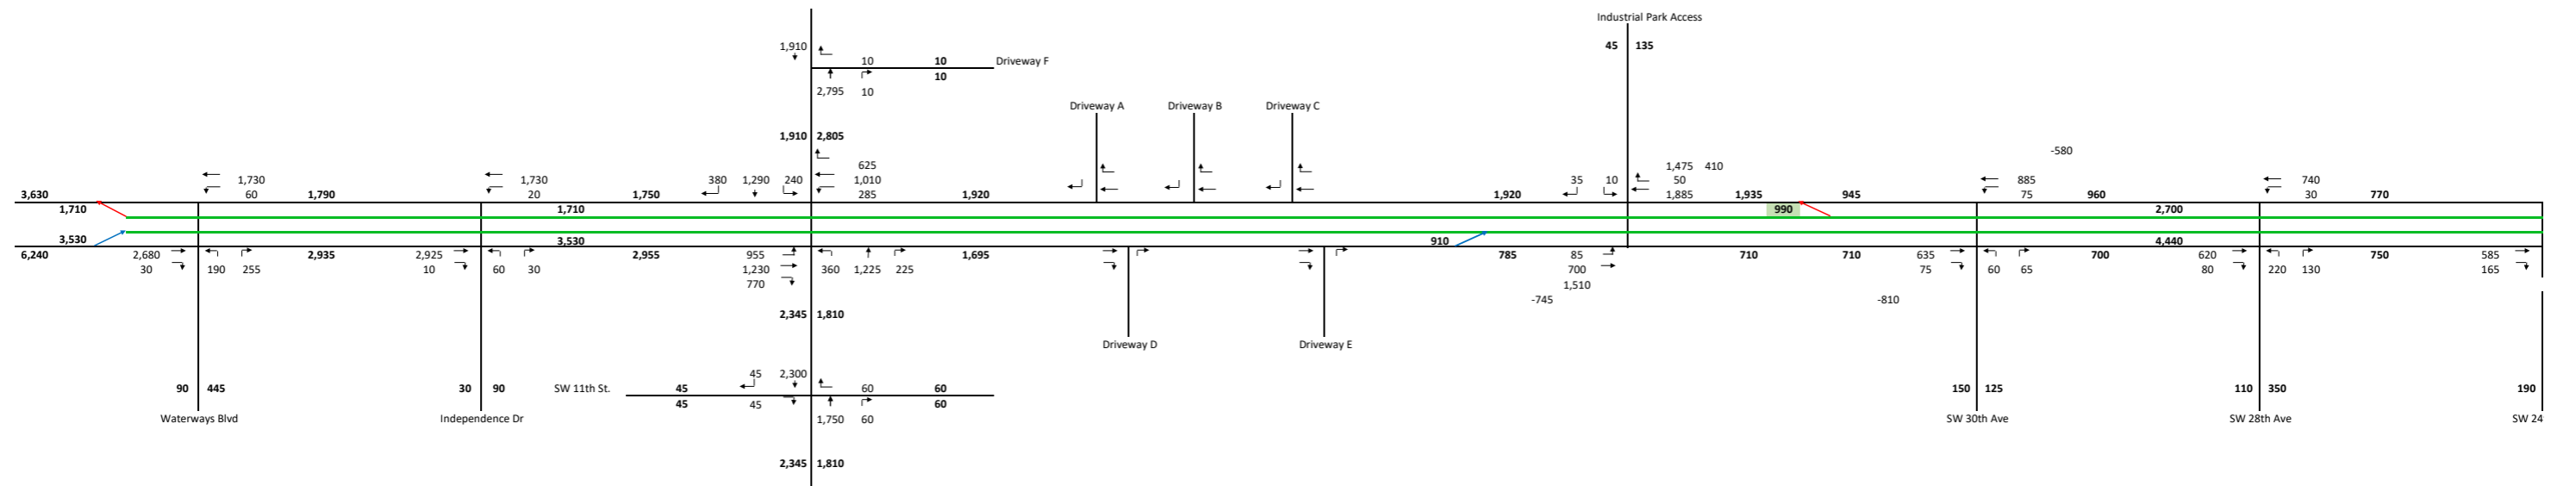 Industrial Park Access
1,910 45 135
10 10 Driveway F
10
2,795 10
Driveway A Driveway B Driveway C
1,910 2,805
-580
625 1,475 410
1,730 1,730 380 1,290 240 1,010 35 10 50 885 740
3,630 60 1,790 20 1,750 285 1,920 1,920 1,885 1,935 945 75 960 30 770
1,710 1,710 990 2,700
3,530 3,530 910 4,440
6,240 2,680 2,935 2,925 2,955 955 1,695 785 85 710 710 635 700 620 750 585
30 190 255 10 60 30 1,230 360 1,225 225 700 75 60 65 80 220 130 165
770 1,510
-745 -810
2,345 1,810
Driveway D Driveway E
45 2,300
90 445 30 90 SW 11th St. 45 60 60 150 125 110 350 190
45 45 60
Waterways Blvd Independence Dr 1,750 60 SW 30th Ave SW 28th Ave SW 24
2,345 1,810